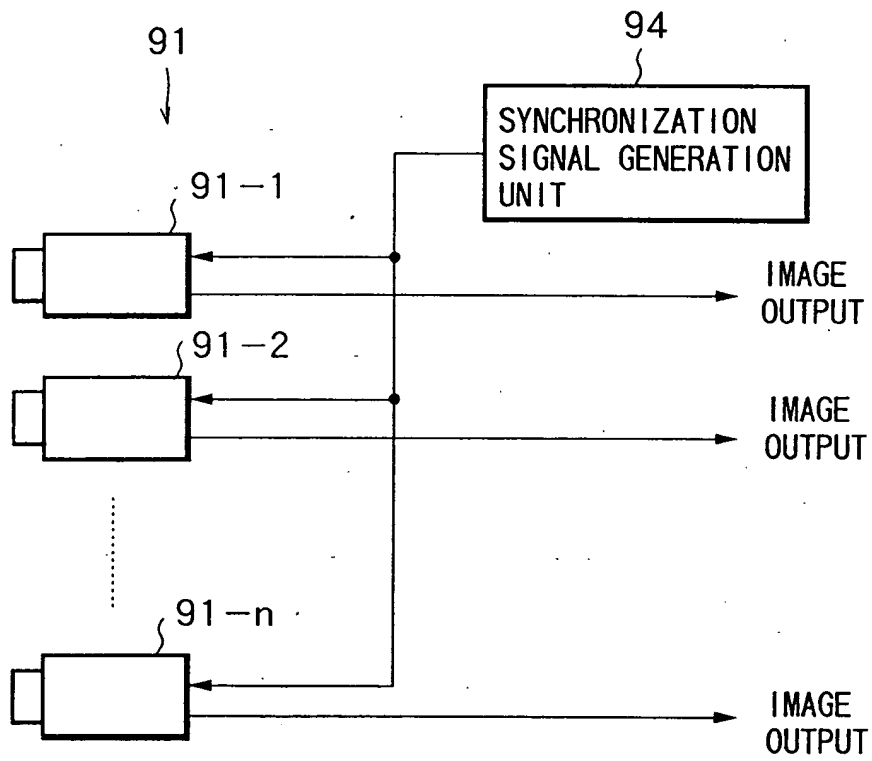 91
94
SYNCHRONIZATION
SIGNAL GENERATION
UNIT
91-1
IMAGE
OUTPUT
91-2
IMAGE
OUTPUT
91-n
IMAGE
OUTPUT